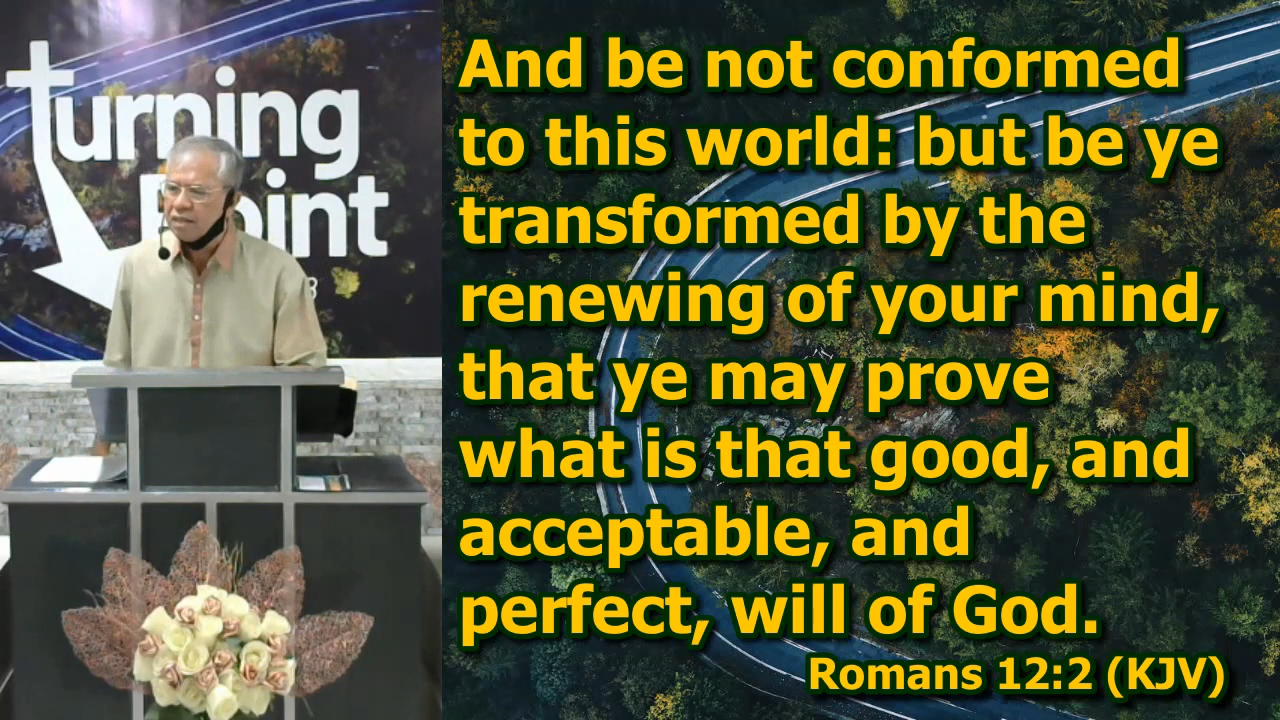 turning
Point
And be not conformed
to this world: but be ye
transformed by the
renewing of your mind,
that ye may prove
what is that good, and
acceptable, and
perfect, will of God.
Romans 12:2 (KJV)